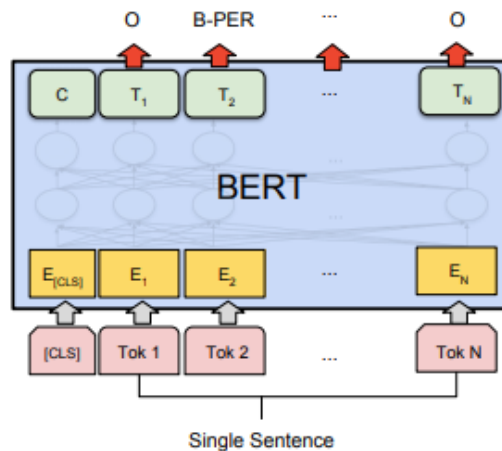 O B-PER ... O
C T1 T2 ... TN
...
BERT
...
E[CLS] E1 E2 ... EN
[CLS] Tok 1 Tok 2 ... Tok N
Single Sentence